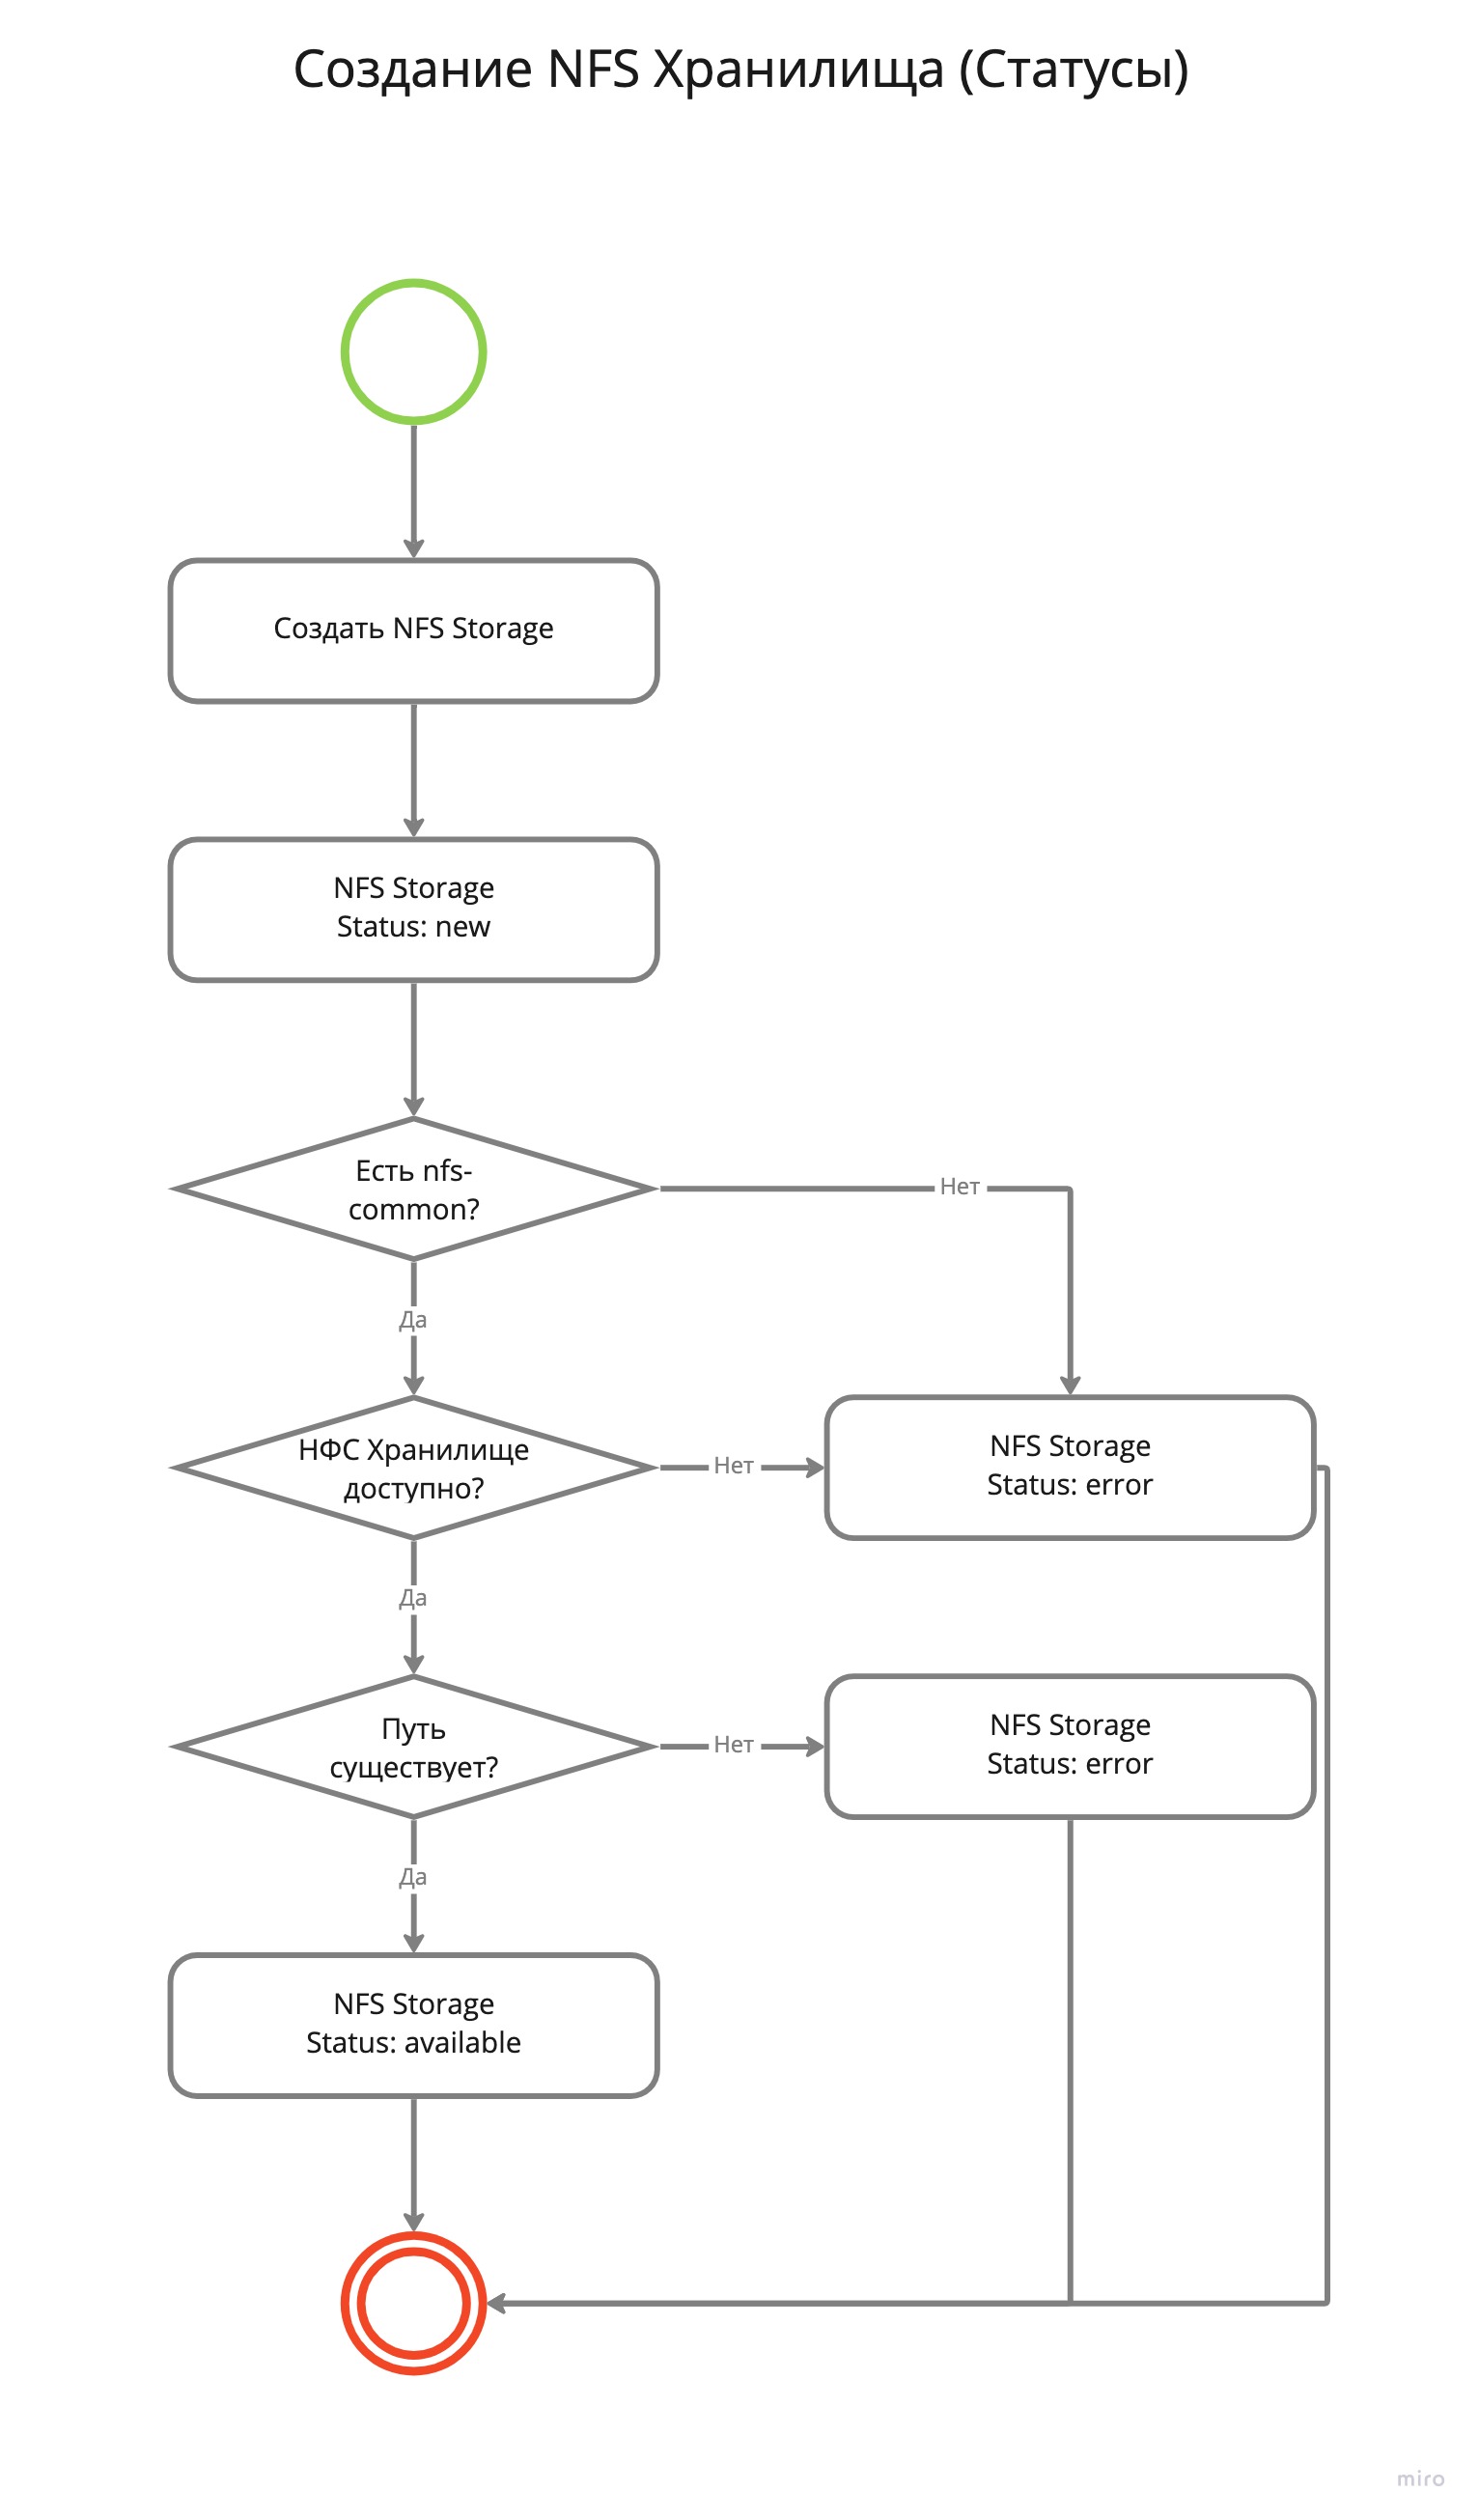 Создание NFS Хранилища (Статусы)
Создать NFS Storage
NFS Storage
Status: new
Есть nfs-
common?
Нет
Да
НФС Хранилище
доступно?
Нет
NFS Storage
Status: error
Да
Путь
существует?
Нет
NFS Storage
Status: error
Да
NFS Storage
Status: available
miro